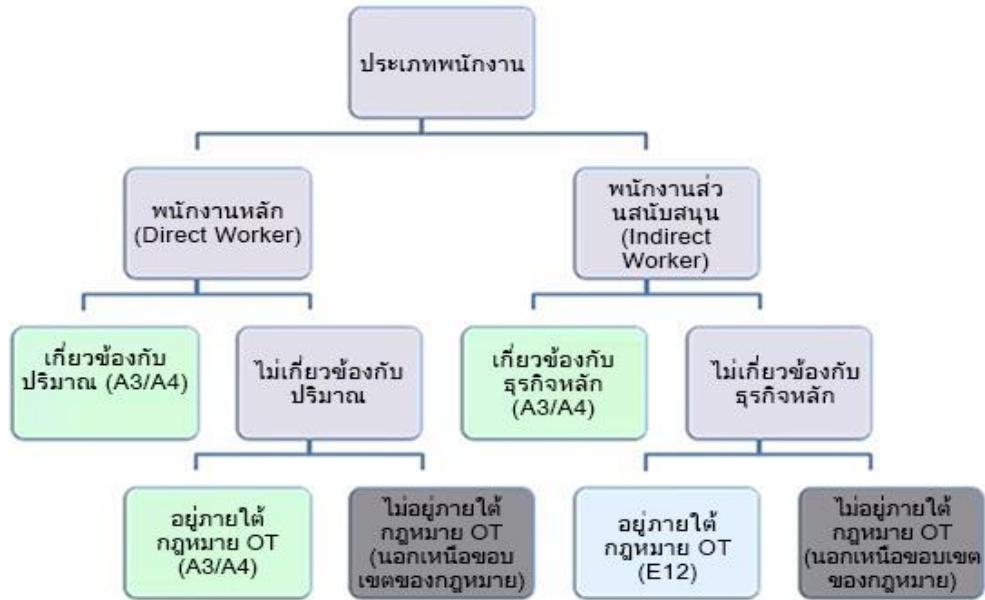 ประเภทพนักงาน
พนักงานหลัก
(Direct Worker)
พนักงานส่ว
นสนับสนุน
(Indirect
Worker)
เกี่ยวข้องกับ
ปริมาณ (A3/A4)
ไม่เกี่ยวข้องกับ
ปริมาณ
เกี่ยวข้องกับ
ธุรกิจหลัก
(A3/A4)
ไม่เกี่ยวข้องกับ
ธุรกิจหลัก
อยู่ภายใต้
กฎหมาย OT
(A3/A4)
ไม่อยู่ภายใต้
กฎหมาย OT
(นอกเหนือขอบ
เขตของกฎหมาย)
อยู่ภายใต้
กฎหมาย OT
(E12)
ไม่อยู่ภายใต้
กฎหมาย OT
(นอกเหนือขอบเขต
ของกฎหมาย)